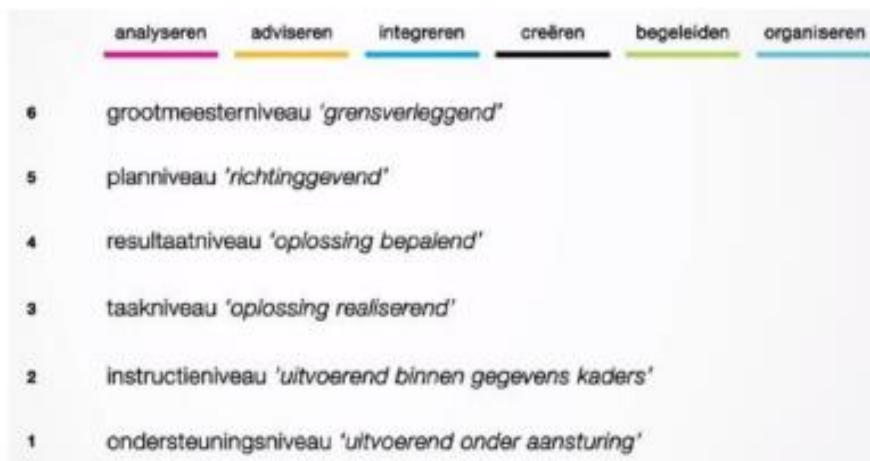 analyseren adviseren integreren creëren begeleiden organiseren
6 grootmeesterniveau ‘grensverleggend’
5 planniveau ‘richtinggevend’
4 resultaatniveau ‘oplossing bepalend’
3 taakniveau ‘oplossing realiserend’
2 instructieniveau ‘uitvoerend binnen gegevens kaders’
1 ondersteuningsniveau ‘uitvoerend onder aansturing’